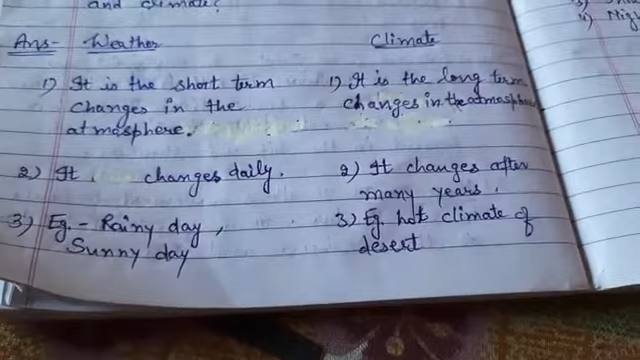 and climate?
Ans- Weather Climate
1) It is the short term 1) It is the long term
changes in the changes in the atmosphere
atmosphere.
2) It changes daily. 2) It changes after
many years.
3) Eg. - Rainy day, 3) Eg hot climate of
Sunny day desert